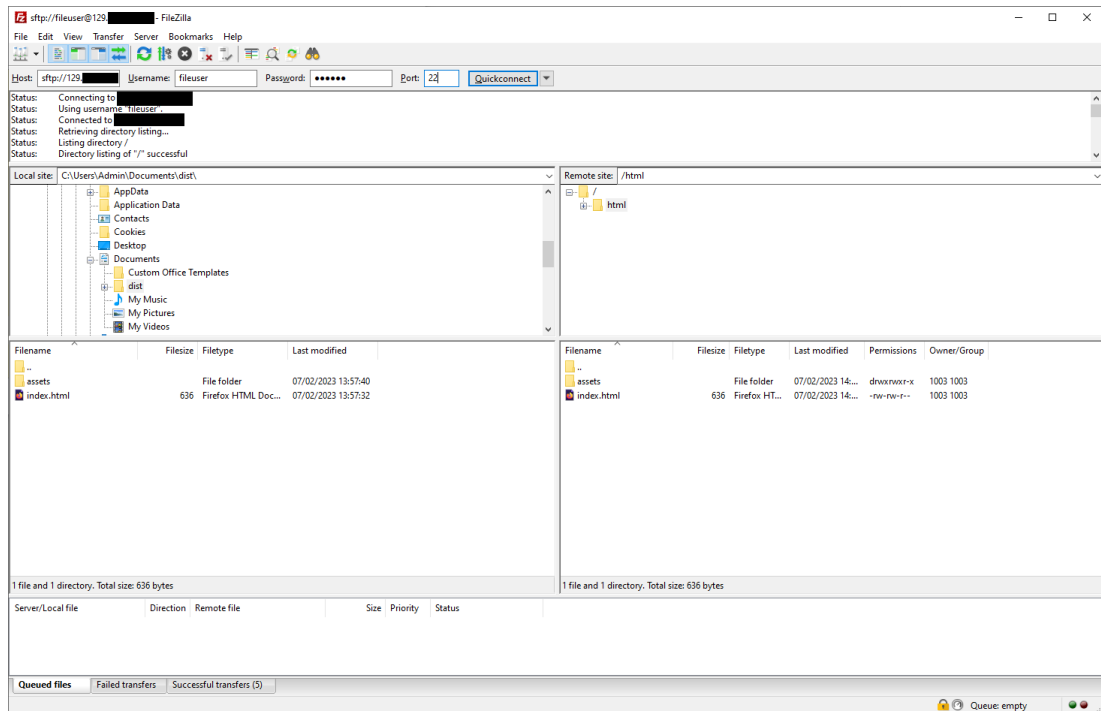 sftp://fileuser@129. - FileZilla
File Edit View Transfer Server Bookmarks Help
Host: sftp://129. Username: fileuser Password: •••••• Port: 22 Quickconnect
Status: Connecting to
Status: Using username "fileuser".
Status: Connected to
Status: Retrieving directory listing...
Status: Listing directory /
Status: Directory listing of "/" successful
Local site: C:\Users\Admin\Documents\dist\
AppData
Application Data
Contacts
Cookies
Desktop
Documents
Custom Office Templates
dist
My Music
My Pictures
My Videos
Remote site: /html
/
html
Filename Filesize Filetype Last modified
..
assets File folder 07/02/2023 13:57:40
index.html 636 Firefox HTML Doc... 07/02/2023 13:57:32
1 file and 1 directory. Total size: 636 bytes
Filename Filesize Filetype Last modified Permissions Owner/Group
..
assets File folder 07/02/2023 14:... drwxrwxr-x 1003 1003
index.html 636 Firefox HT... 07/02/2023 14:... -rw-rw-r-- 1003 1003
1 file and 1 directory. Total size: 636 bytes
Server/Local file Direction Remote file Size Priority Status
Queued files Failed transfers Successful transfers (5)
Queue: empty